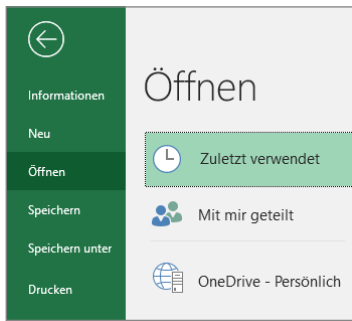 Informationen
Neu
Öffnen
Speichern
Speichern unter
Drucken
Öffnen
Zuletzt verwendet
Mit mir geteilt
OneDrive - Persönlich